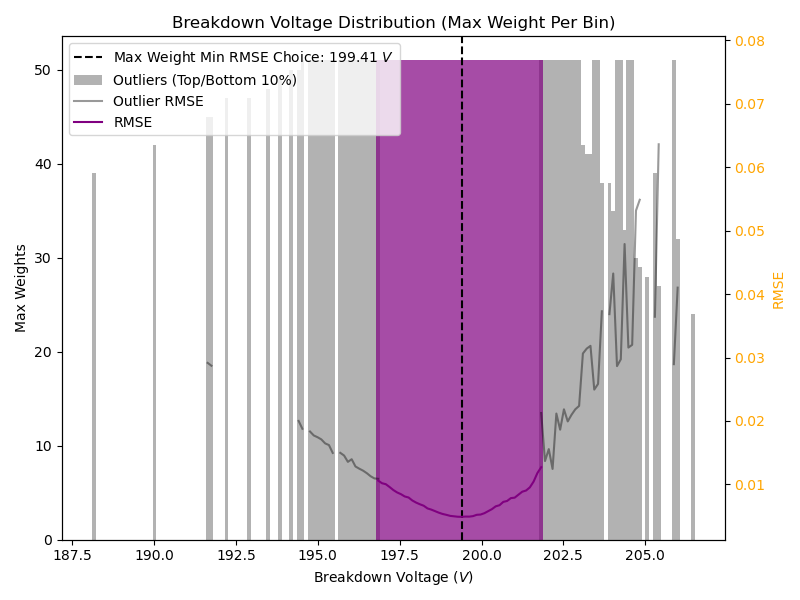 Breakdown Voltage Distribution (Max Weight Per Bin)
Max Weight Min RMSE Choice: 199.41 V
Outliers (Top/Bottom 10%)
Outlier RMSE
RMSE
Max Weights
50
40
30
20
10
0
0.08
0.07
0.06
0.05
0.04
0.03
0.02
0.01
RMSE
187.5 190.0 192.5 195.0 197.5 200.0 202.5 205.0
Breakdown Voltage (V)